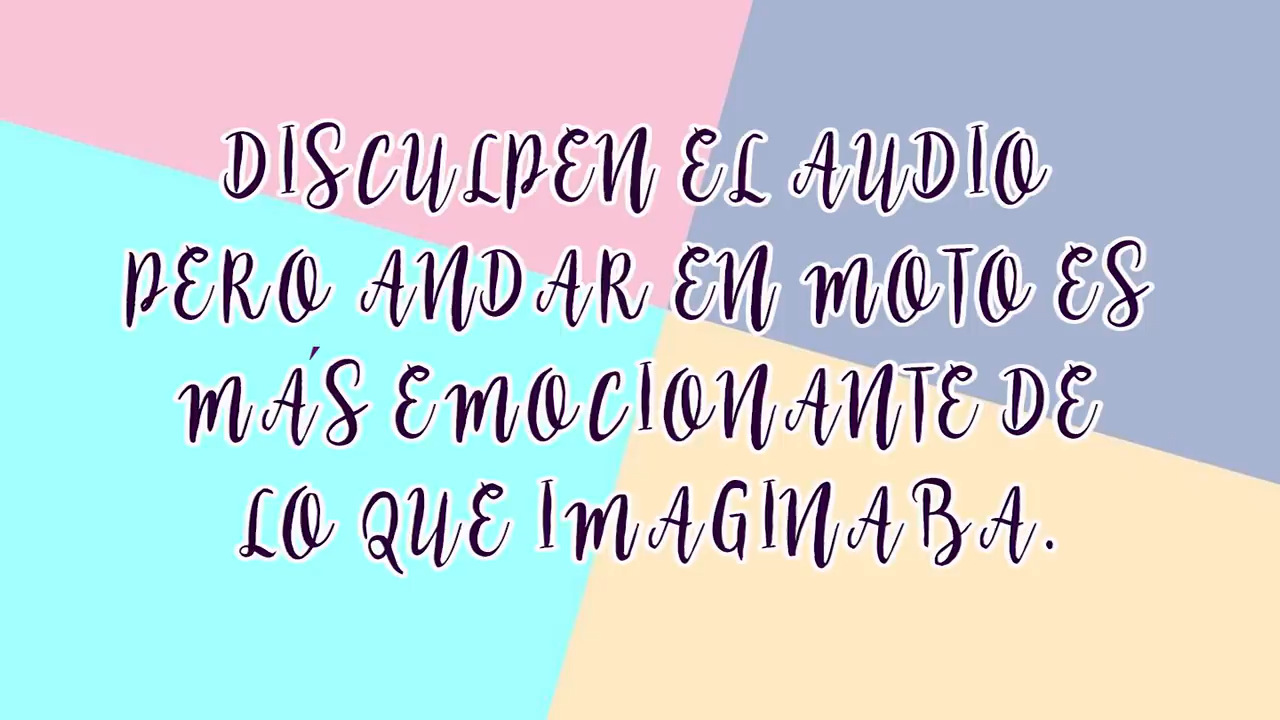 DISCULPEN EL AUDIO
PERO ANDAR EN MOTO ES
MÁS EMOCIONANTE DE
LO QUE IMAGINABA.